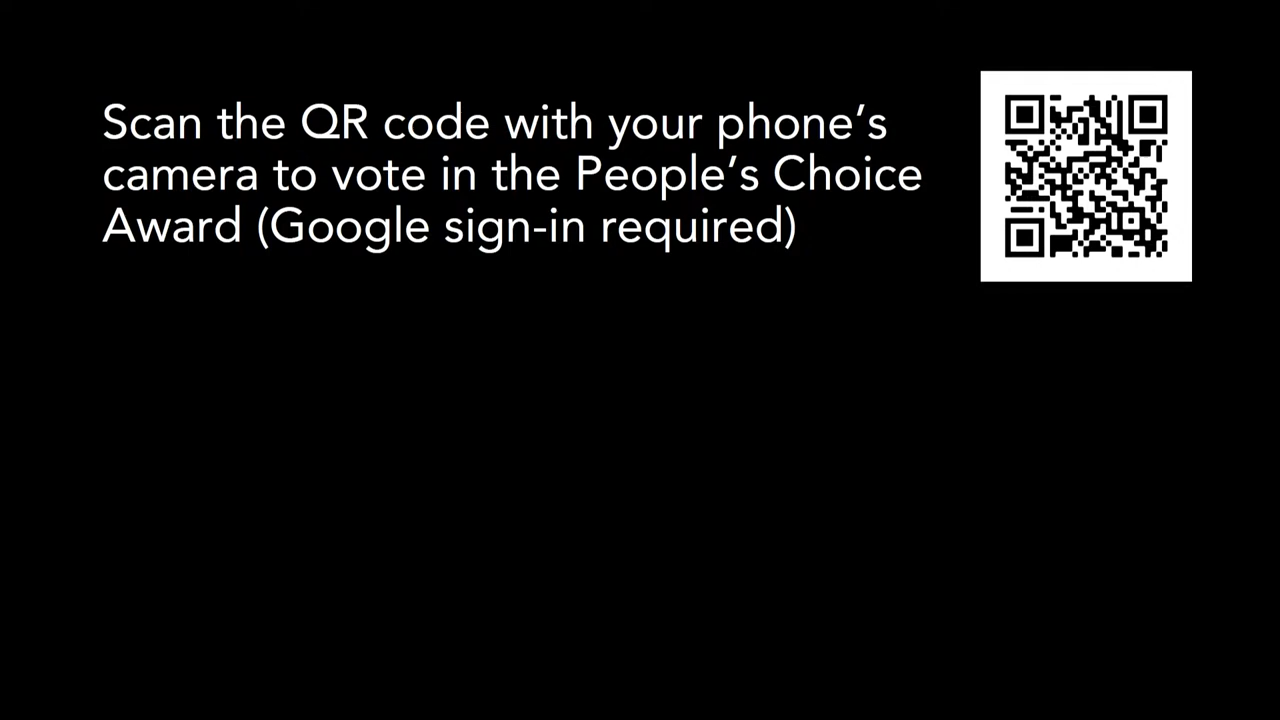 Scan the QR code with your phone’s
camera to vote in the People’s Choice
Award (Google sign-in required)